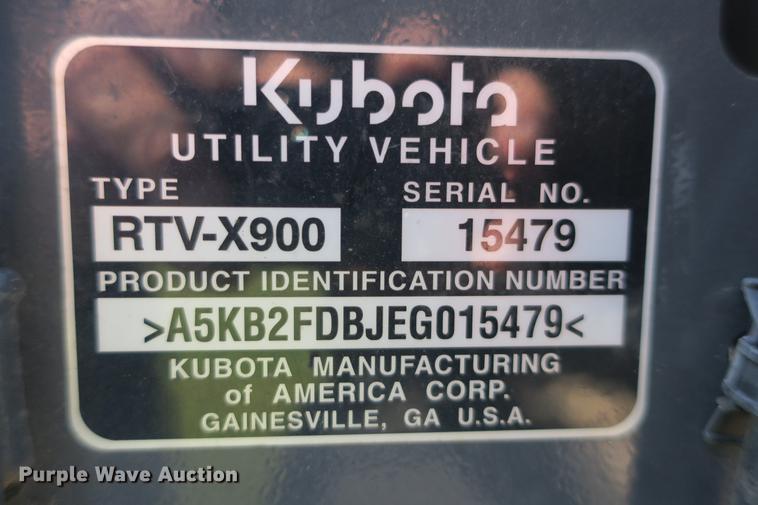 Kubota
UTILITY VEHICLE
TYPE SERIAL NO.
RTV-X900 15479
PRODUCT IDENTIFICATION NUMBER
>A5KB2FDBJEG015479<
KUBOTA MANUFACTURING
of AMERICA CORP.
GAINESVILLE, GA U.S.A.
Purple Wave Auction